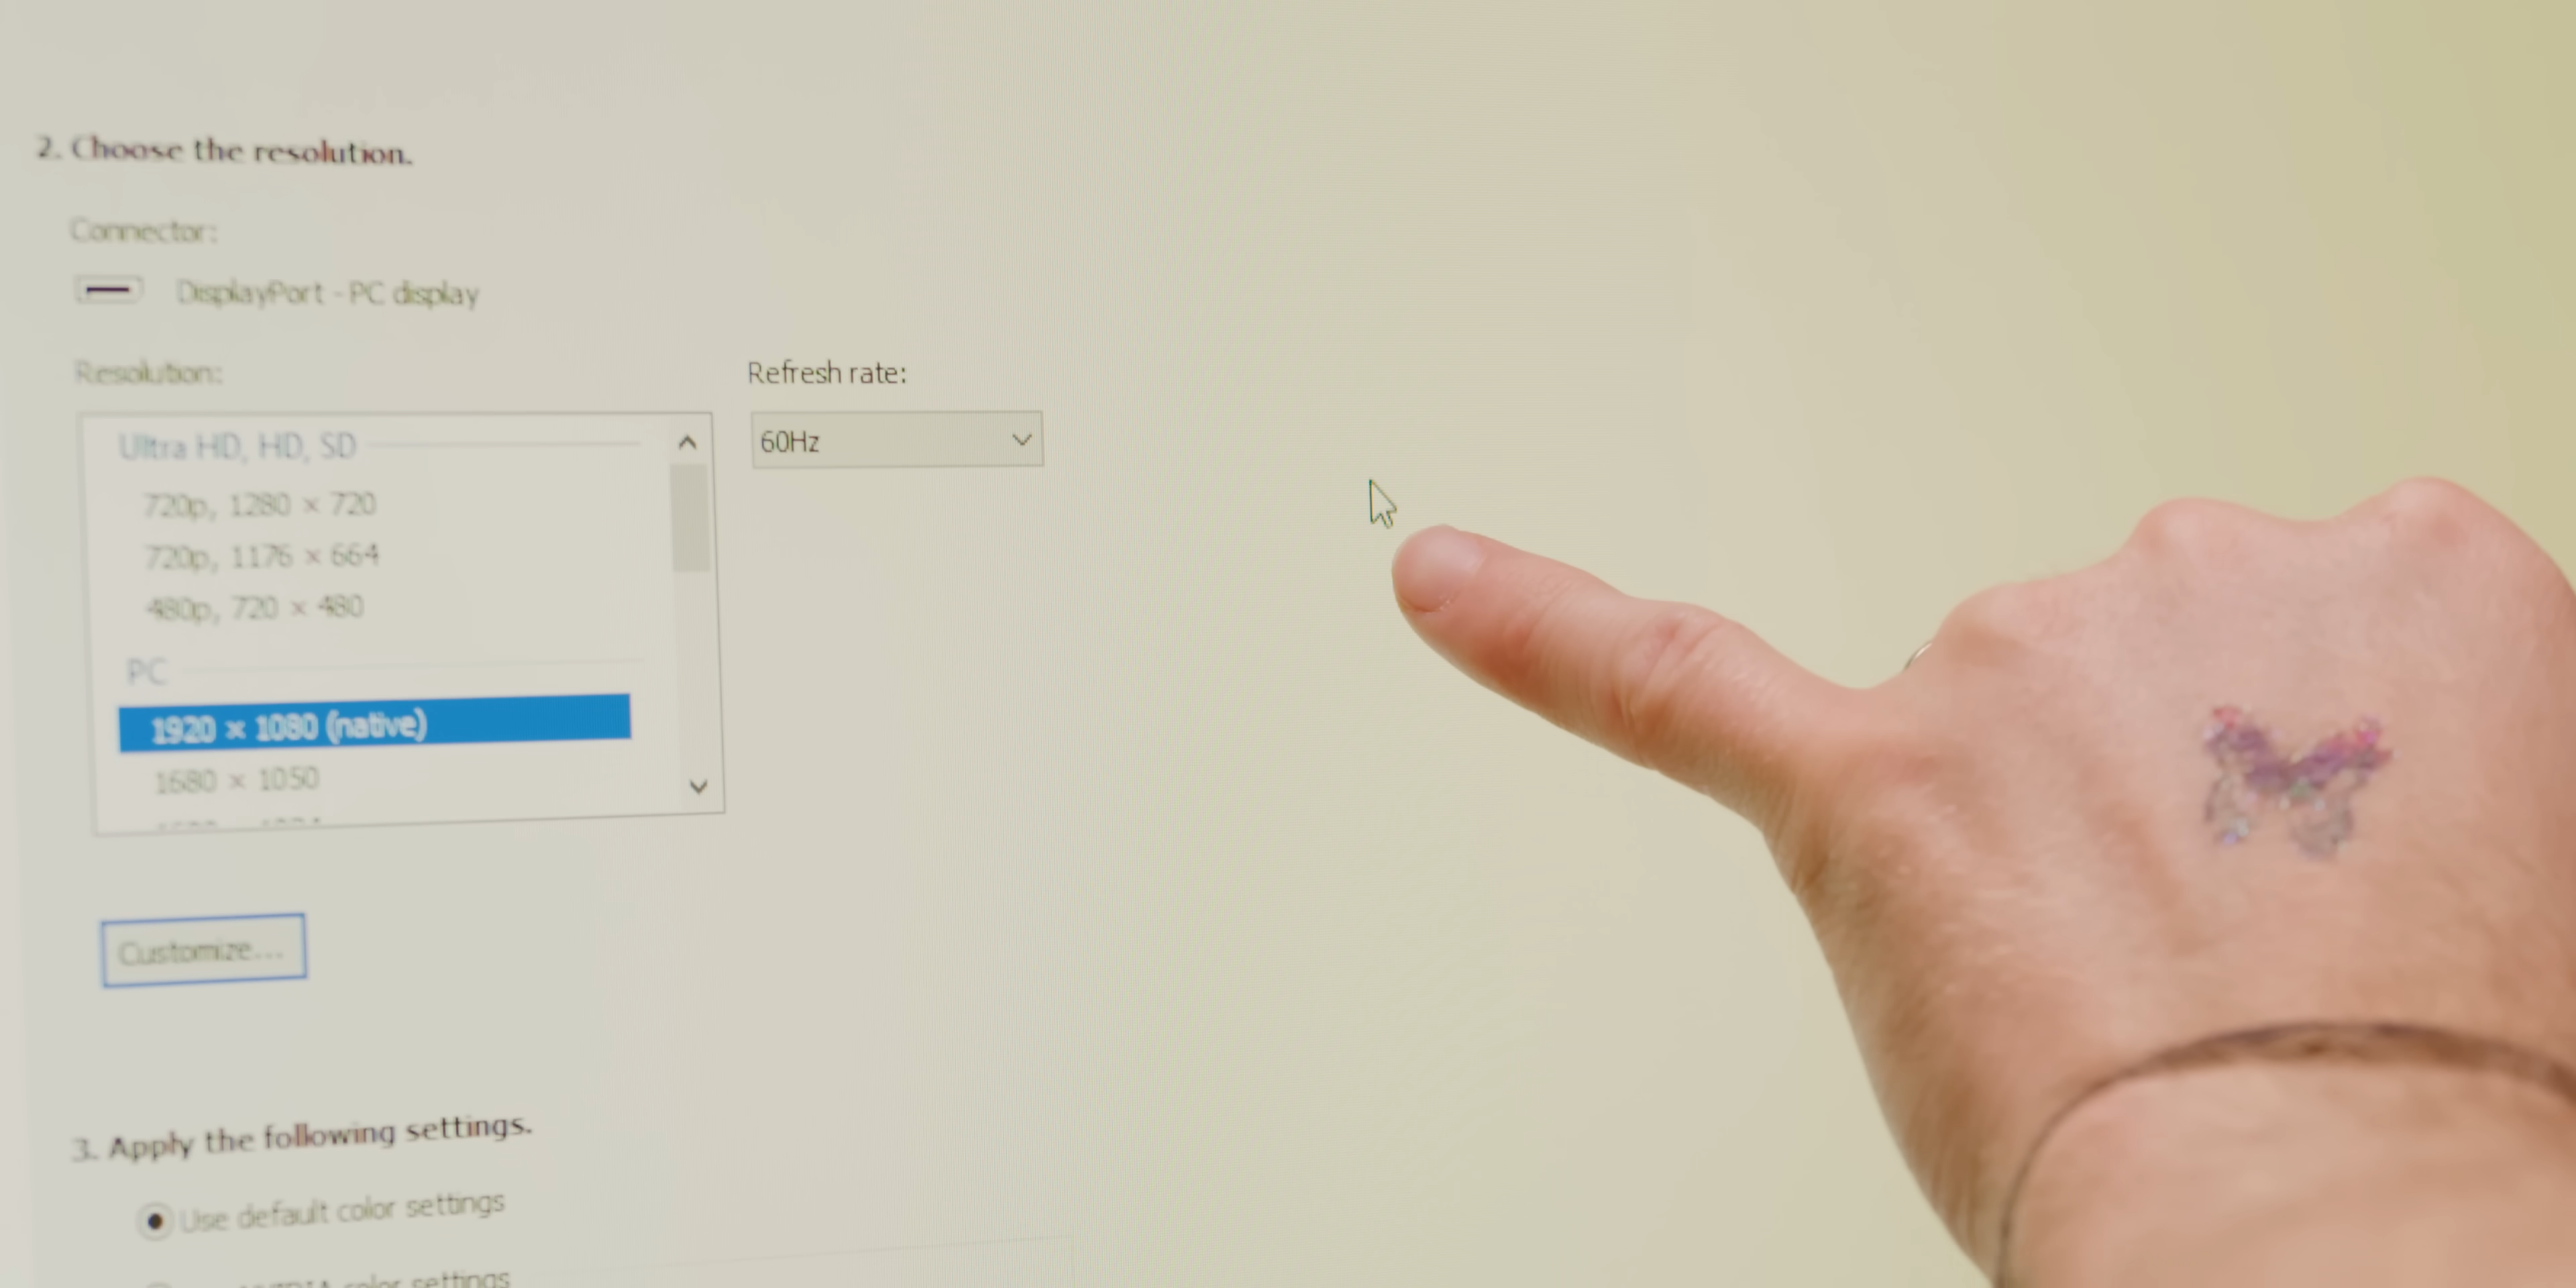 2. Choose the resolution.
Connector:
DisplayPort - PC display
Resolution:
Refresh rate:
Ultra HD, HD, SD
60Hz
720p, 1280 × 720
720p, 1176 × 664
480p, 720 × 480
PC
1920 × 1080 (native)
1680 × 1050
Customize...
3. Apply the following settings.
Use default color settings
color settings